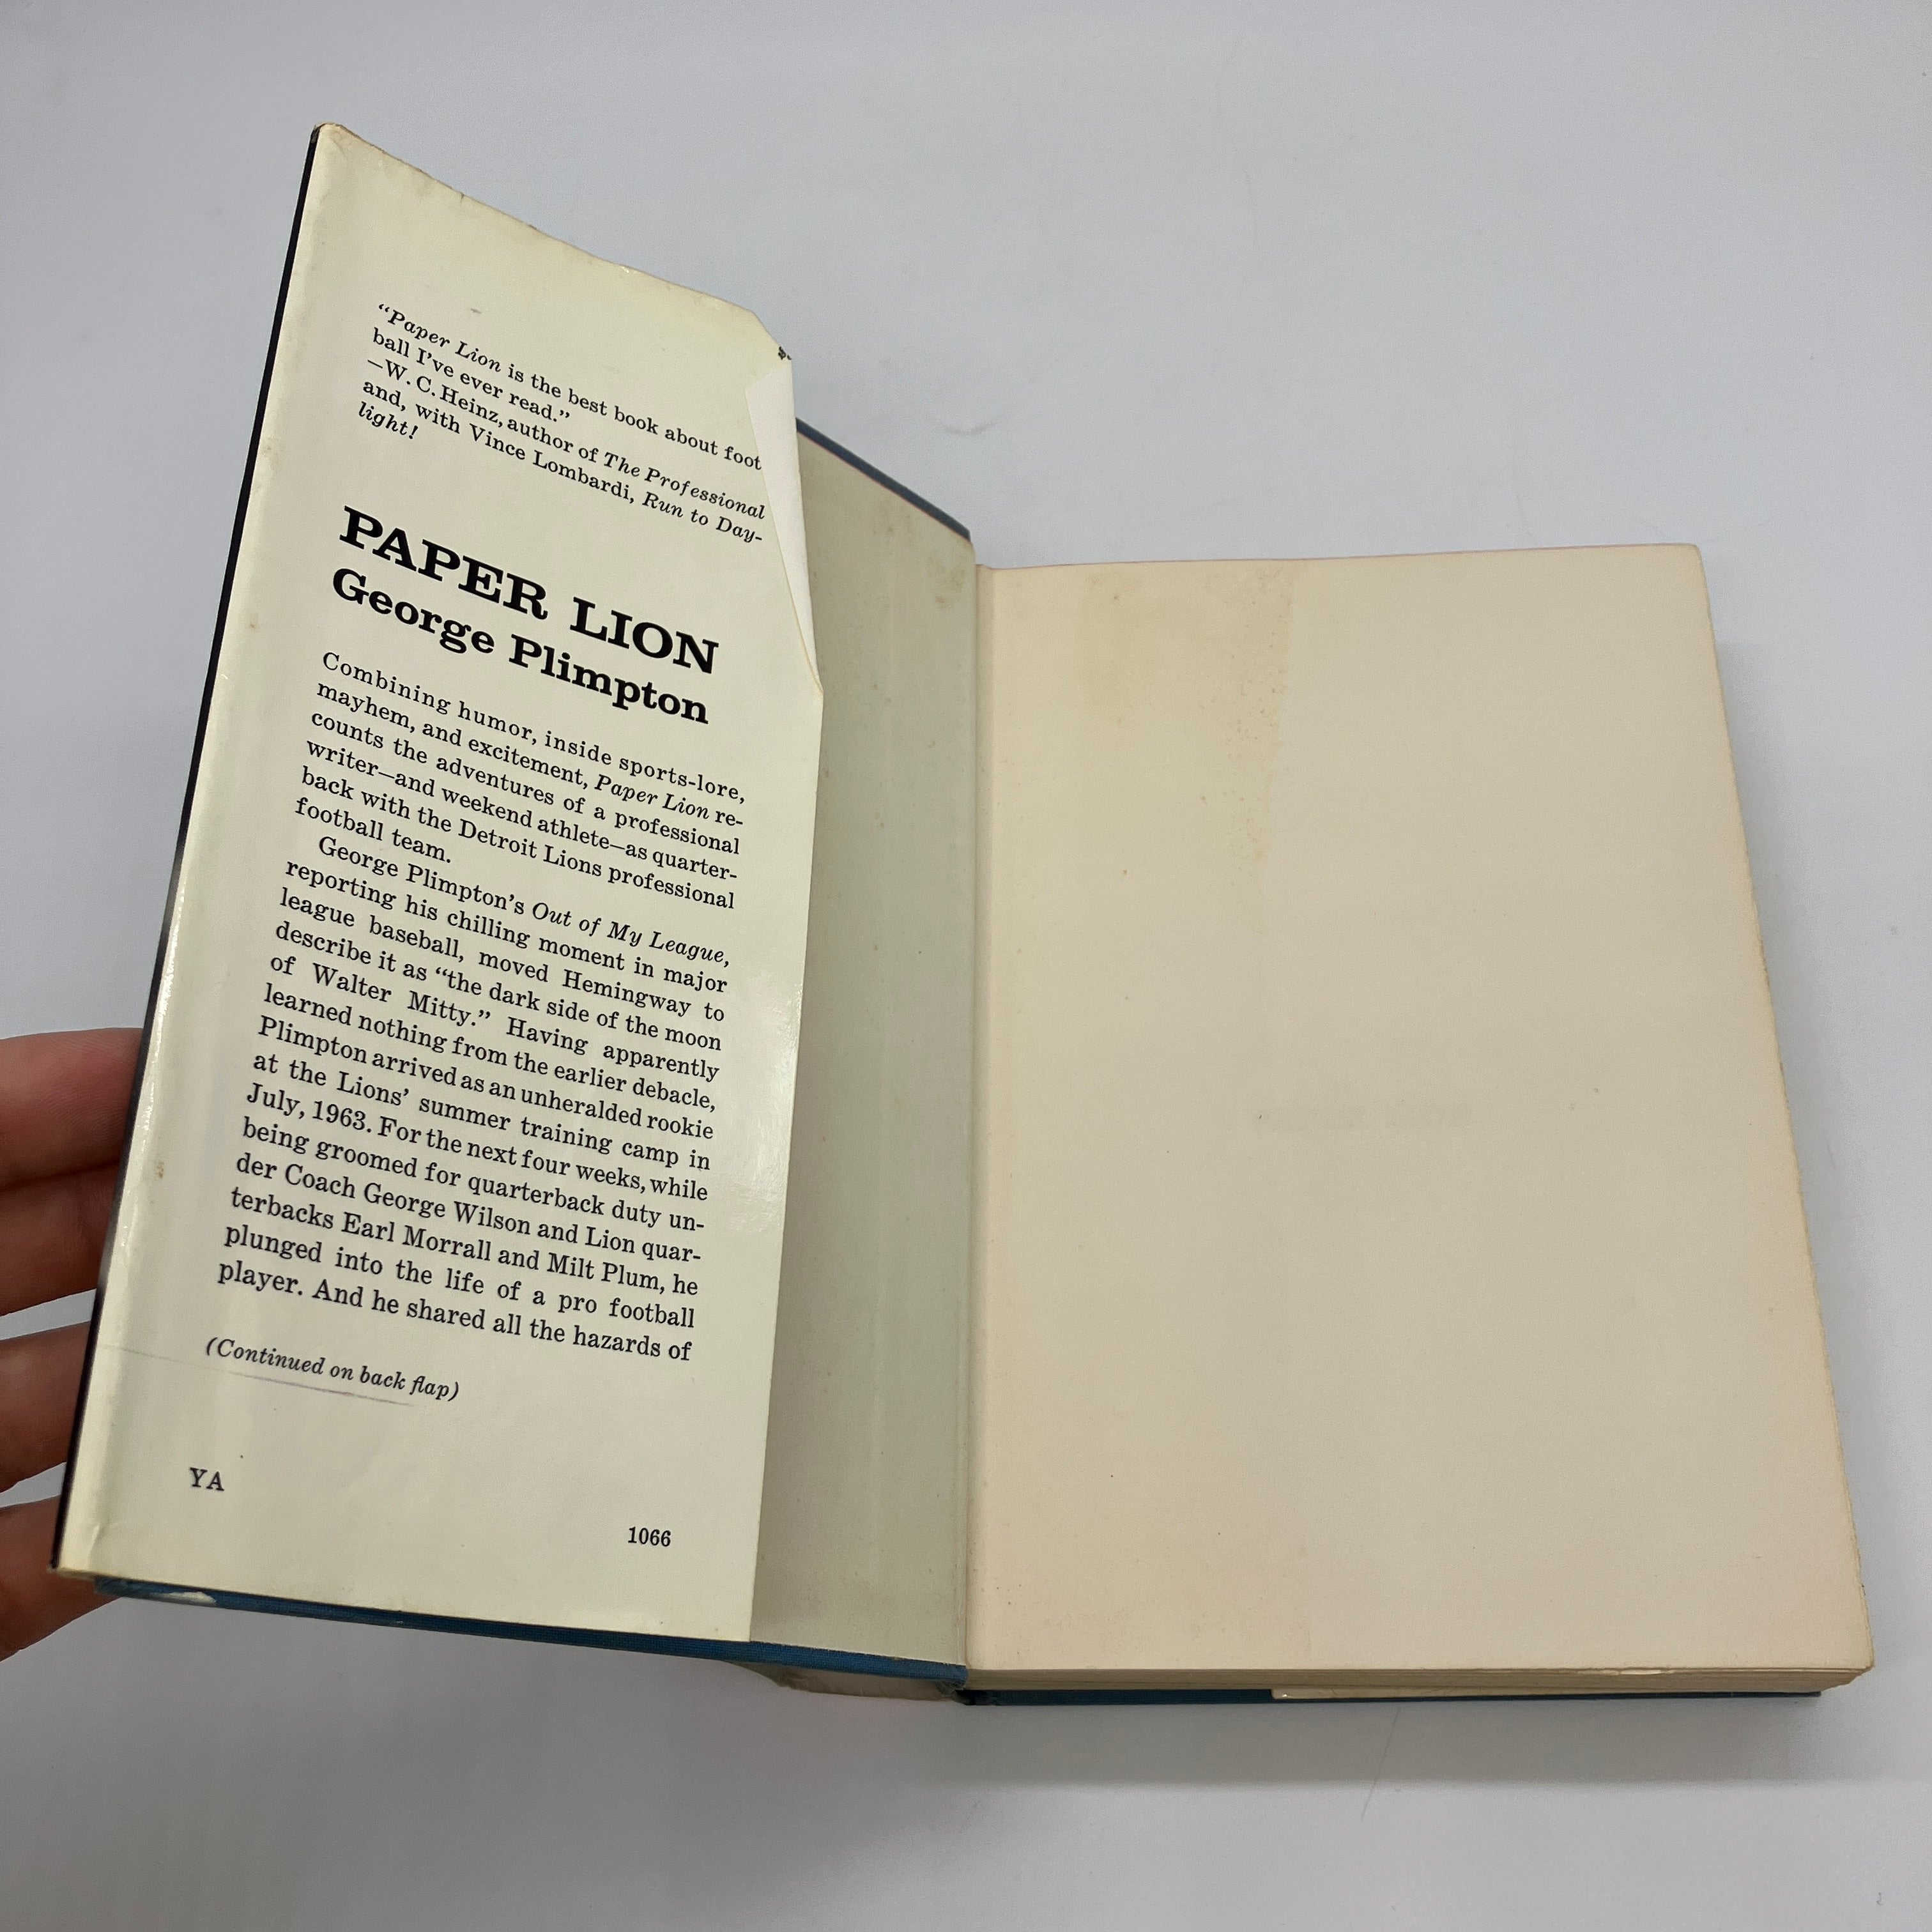 "Paper Lion is the best book about foot
ball I've ever read."
—W. C. Heinz, author of The Professional
and, with Vince Lombardi, Run to Day-
light!
PAPER LION
George Plimpton
Combining humor, inside sports-lore,
mayhem, and excitement, Paper Lion re-
counts the adventures of a professional
writer—and weekend athlete—as quarter-
back with the Detroit Lions professional
football team.
George Plimpton's Out of My League,
reporting his chilling moment in major
league baseball, moved Hemingway to
describe it as "the dark side of the moon
of Walter Mitty." Having apparently
learned nothing from the earlier debacle,
Plimpton arrived as an unheralded rookie
at the Lions' summer training camp in
July, 1963. For the next four weeks, while
being groomed for quarterback duty un-
der Coach George Wilson and Lion quar-
terbacks Earl Morrall and Milt Plum, he
plunged into the life of a pro football
player. And he shared all the hazards of
(Continued on back flap)
YA
1066